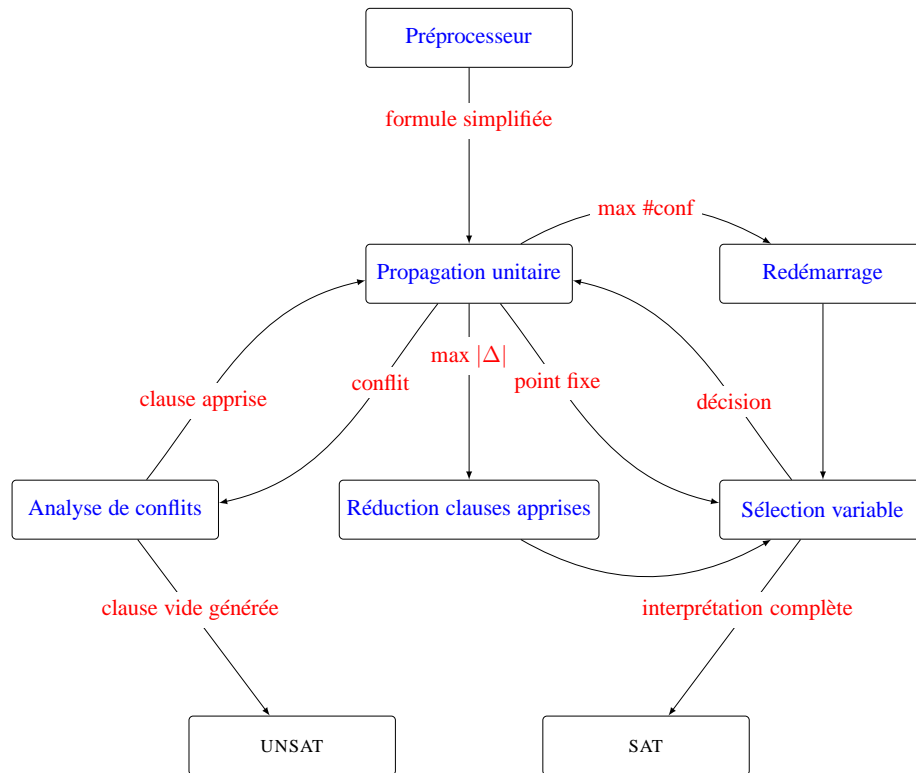 Préprocesseur
formule simplifiée
max #conf
Propagation unitaire
Redémarrage
max |Δ|
conflit
point fixe
clause apprise
décision
Analyse de conflits
Réduction clauses apprises
Sélection variable
clause vide générée
interprétation complète
UNSAT
SAT